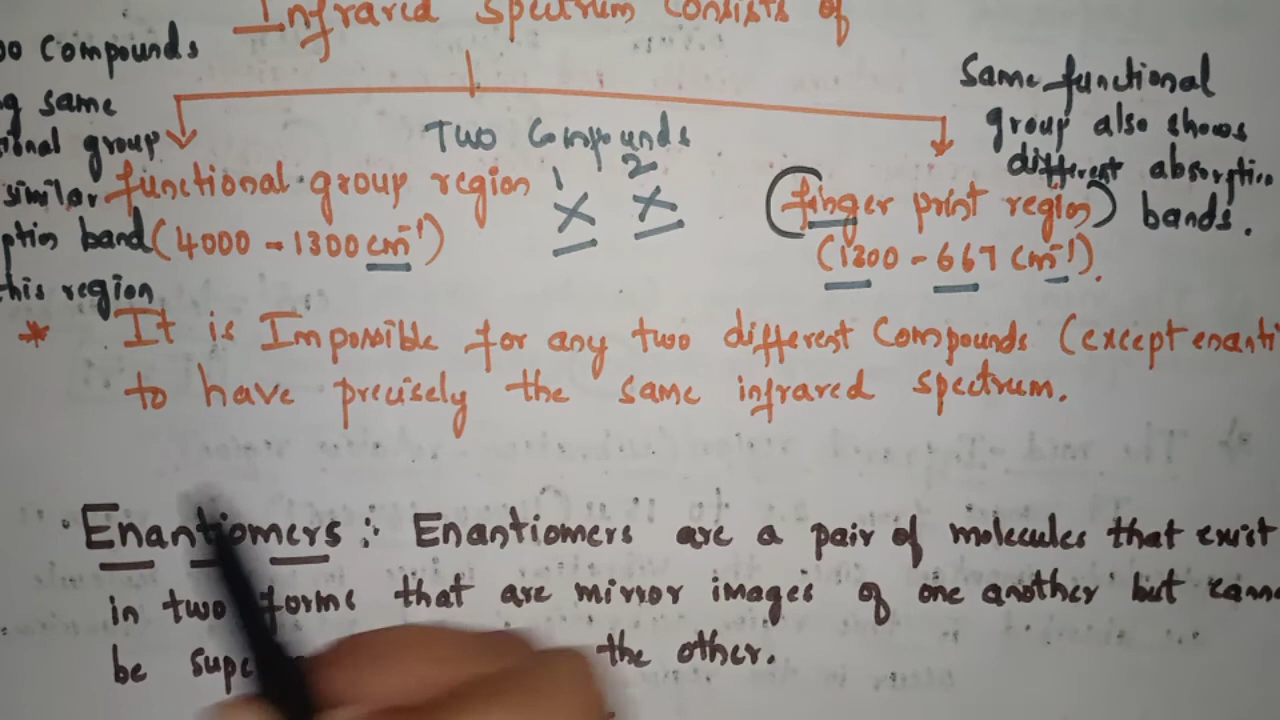 Infrared Spectrum Consists of
Compounds
same
group
similar
band
this region
Two Compounds
1 2
x x
Same functional
group also shows
different absorption
bands.
functional group region
(4000 - 1300 cm⁻¹)
(finger print region)
(1300 - 667 cm⁻¹).
* It is Impossible for any two different Compounds (except
to have precisely the same infrared spectrum.
Enantiomers : Enantiomers are a pair of molecules that exist
in two forms that are mirror images of one another but
be the other.